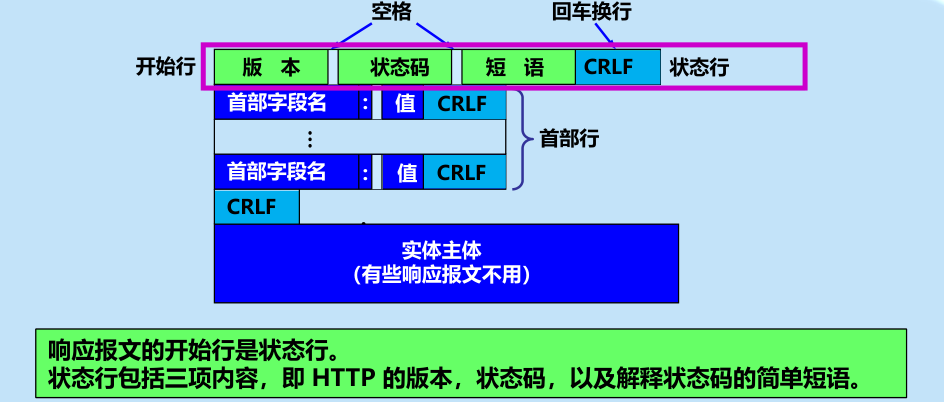 空格 回车换行
开始行 版 本 状态码 短 语 CRLF 状态行
首部字段名 : 值 CRLF
⋮ 首部行
首部字段名 : 值 CRLF
CRLF
实体主体
（有些响应报文不用）
响应报文的开始行是状态行。
状态行包括三项内容，即 HTTP 的版本，状态码，以及解释状态码的简单短语。